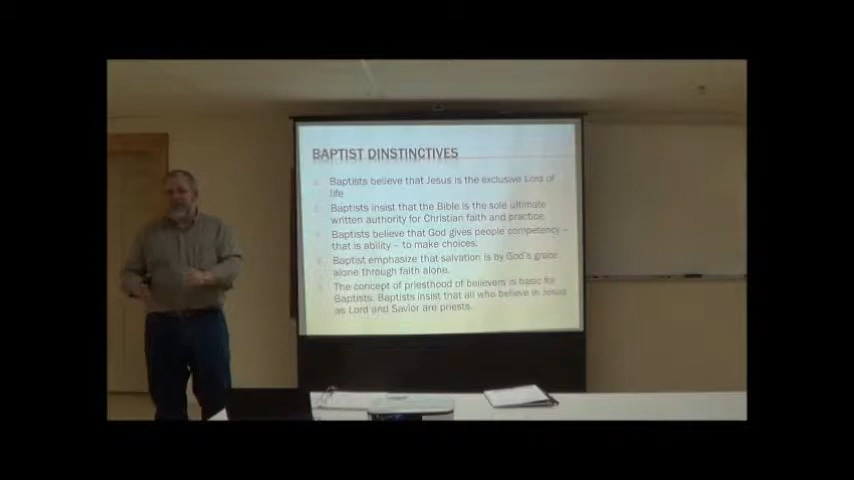 BAPTIST DINSTINCTIVES
Baptists believe that Jesus is the exclusive Lord of
life
Baptists insist that the Bible is the sole ultimate
written authority for Christian faith and practice.
Baptists believe that God gives people competency –
that is ability – to make choices.
Baptist emphasize that salvation is by God's grace
alone through faith alone.
The concept of priesthood of believers is basic for
Baptists. Baptists insist that all who believe in Jesus
as Lord and Savior are priests.